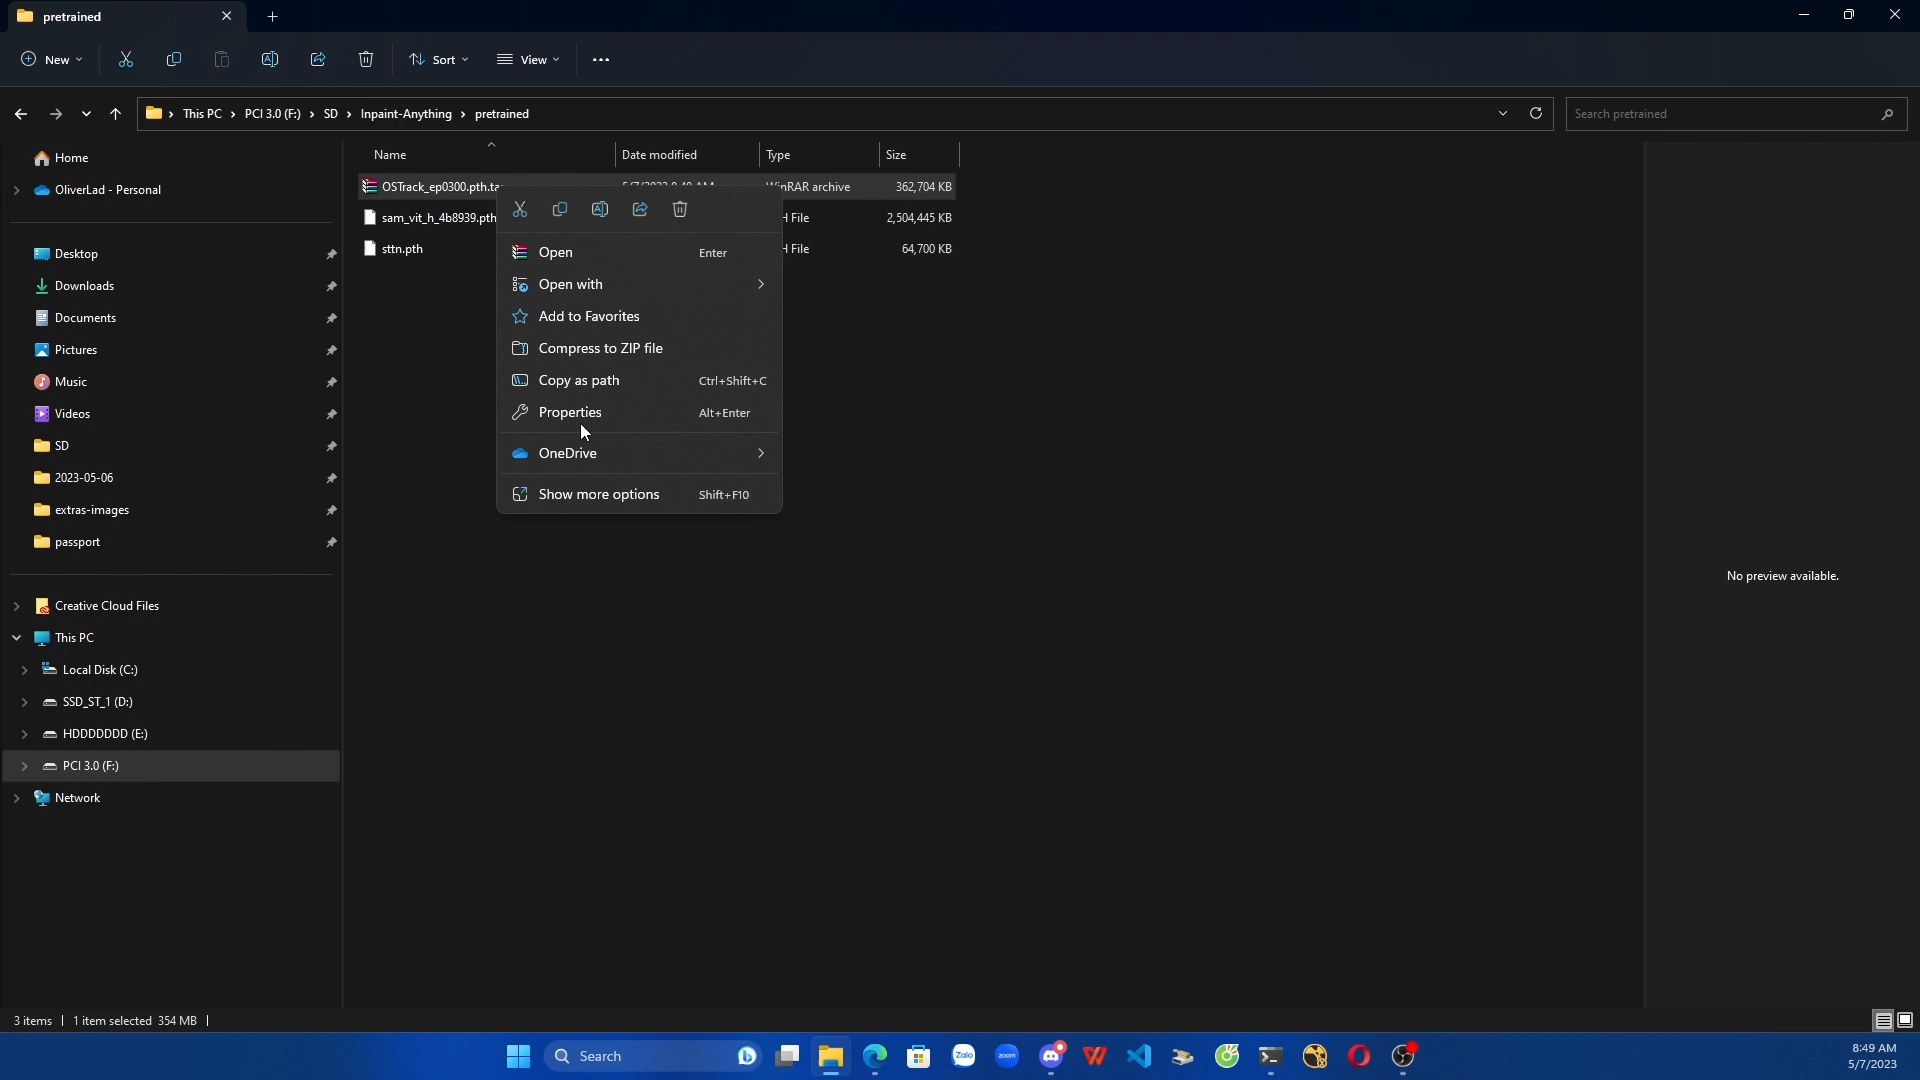 pretrained
New
Sort
View
This PC > PCI 3.0 (F:) > SD > Inpaint-Anything > pretrained
Search pretrained
Name
Date modified
Type
Size
OSTrack_ep0300.pth.ta
WinRAR archive
362,704 KB
sam_vit_h_4b8939.pth
H File
2,504,445 KB
sttn.pth
H File
64,700 KB
Open Enter
Open with
Add to Favorites
Compress to ZIP file
Copy as path Ctrl+Shift+C
Properties Alt+Enter
OneDrive
Show more options Shift+F10
Home
OliverLad - Personal
Desktop
Downloads
Documents
Pictures
Music
Videos
SD
2023-05-06
extras-images
passport
Creative Cloud Files
This PC
Local Disk (C:)
SSD_ST_1 (D:)
HDDDDDDD (E:)
PCI 3.0 (F:)
Network
No preview available.
3 items | 1 item selected 354 MB |
Search
Zalo
zoom
8:49 AM
5/7/2023